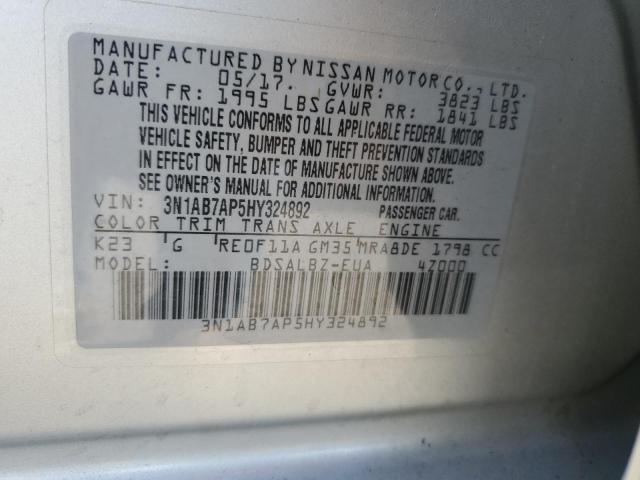 MANUFACTURED BY NISSAN MOTOR CO., LTD.
DATE: 05/17. GVWR: 3823 LBS
GAWR FR: 1995 LBS GAWR RR: 1841 LBS
THIS VEHICLE CONFORMS TO ALL APPLICABLE FEDERAL MOTOR
VEHICLE SAFETY, BUMPER AND THEFT PREVENTION STANDARDS
IN EFFECT ON THE DATE OF MANUFACTURE SHOWN ABOVE.
SEE OWNER'S MANUAL FOR ADDITIONAL INFORMATION.
VIN: 3N1AB7AP5HY324892 PASSENGER CAR.
COLOR TRIM TRANS AXLE ENGINE
K23 G RE0F11A GM35 MRA8DE 1798 CC
MODEL: BDSALBZ-EUA 4Z000
3N1AB7AP5HY324892